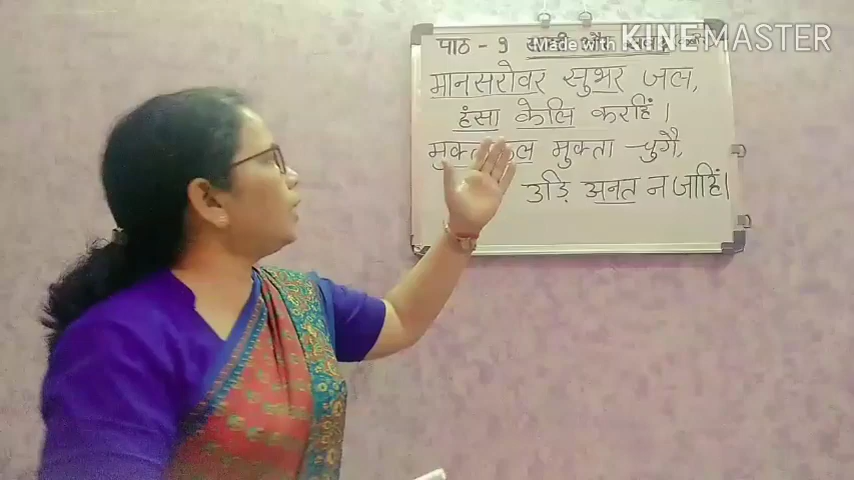 पाठ - 9
Made with KINEMASTER
मानसरोवर सुभर जल,
हंसा केलि करहिं ।
मुक्ता चुगै,
उड़ि अनत न जाहिं।